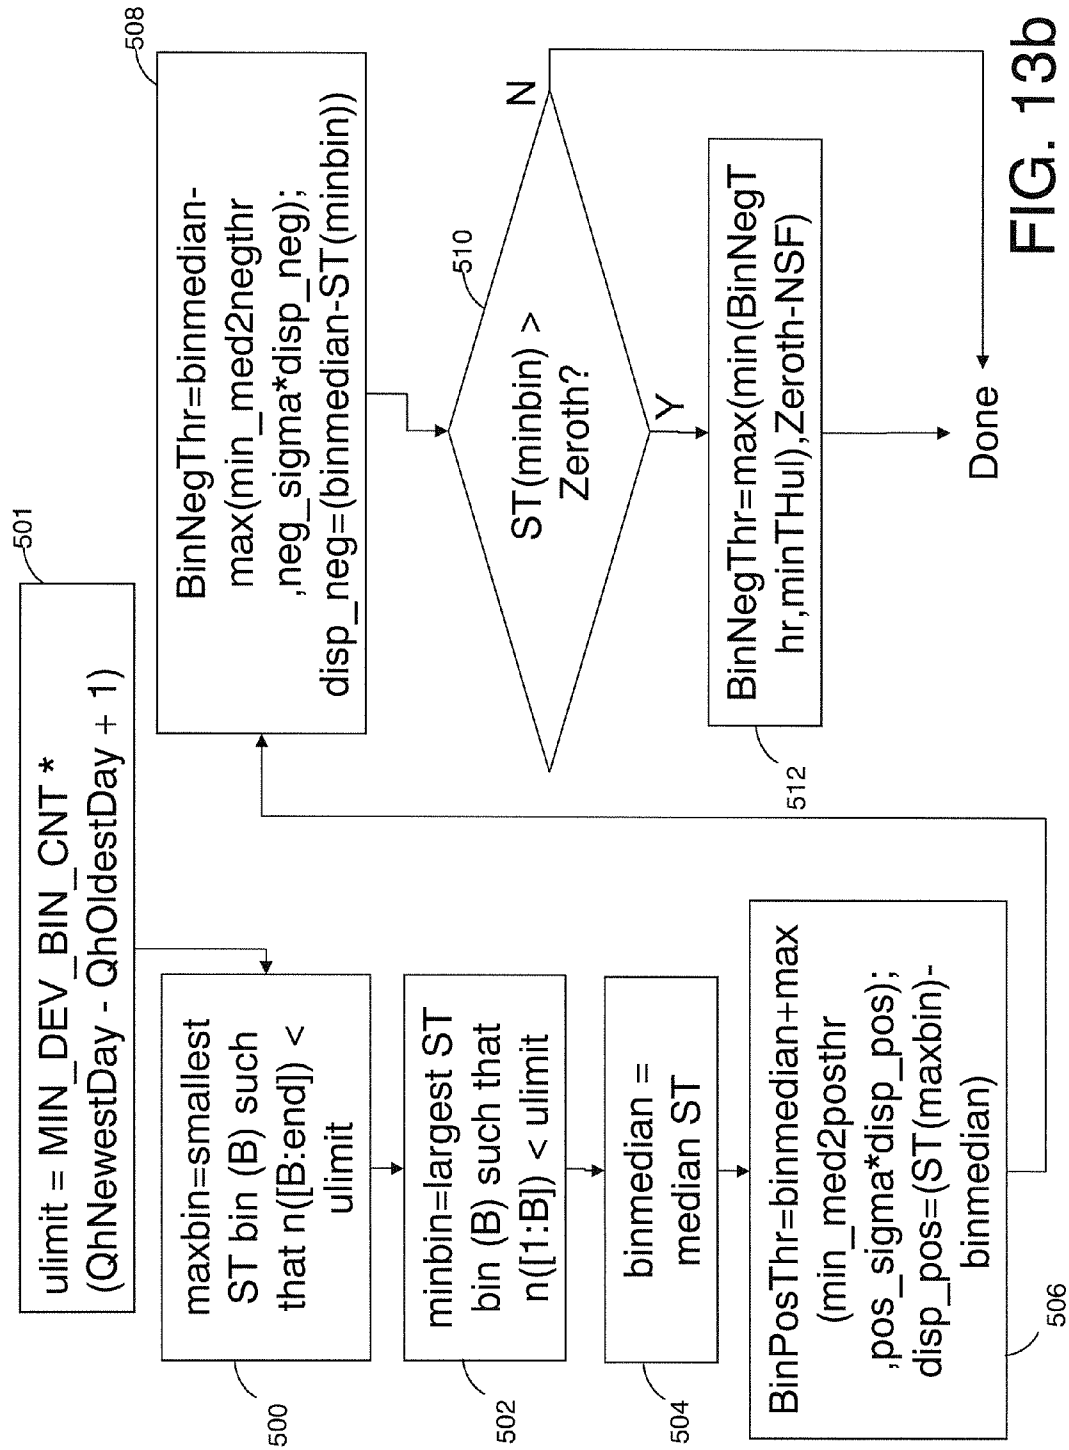 501
ulimit = MIN_DEV_BIN_CNT *
(QhNewestDay - QhOldestDay + 1)
500
maxbin=smallest
ST bin (B) such
that n([B:end]) <
ulimit
502
minbin=largest ST
bin (B) such that
n([1:B]) < ulimit
504
binmedian =
median ST
506
BinPosThr=binmedian+max
(min_med2posthr
,pos_sigma*disp_pos);
disp_pos=(ST(maxbin)-
binmedian)
508
BinNegThr=binmedian-
max(min_med2negthr
,neg_sigma*disp_neg);
disp_neg=(binmedian-ST(minbin))
510
ST(minbin) >
Zeroth?
N
Y
512
BinNegThr=max(min(BinNegT
hr,minTHul),Zeroth-NSF)
Done
FIG. 13b